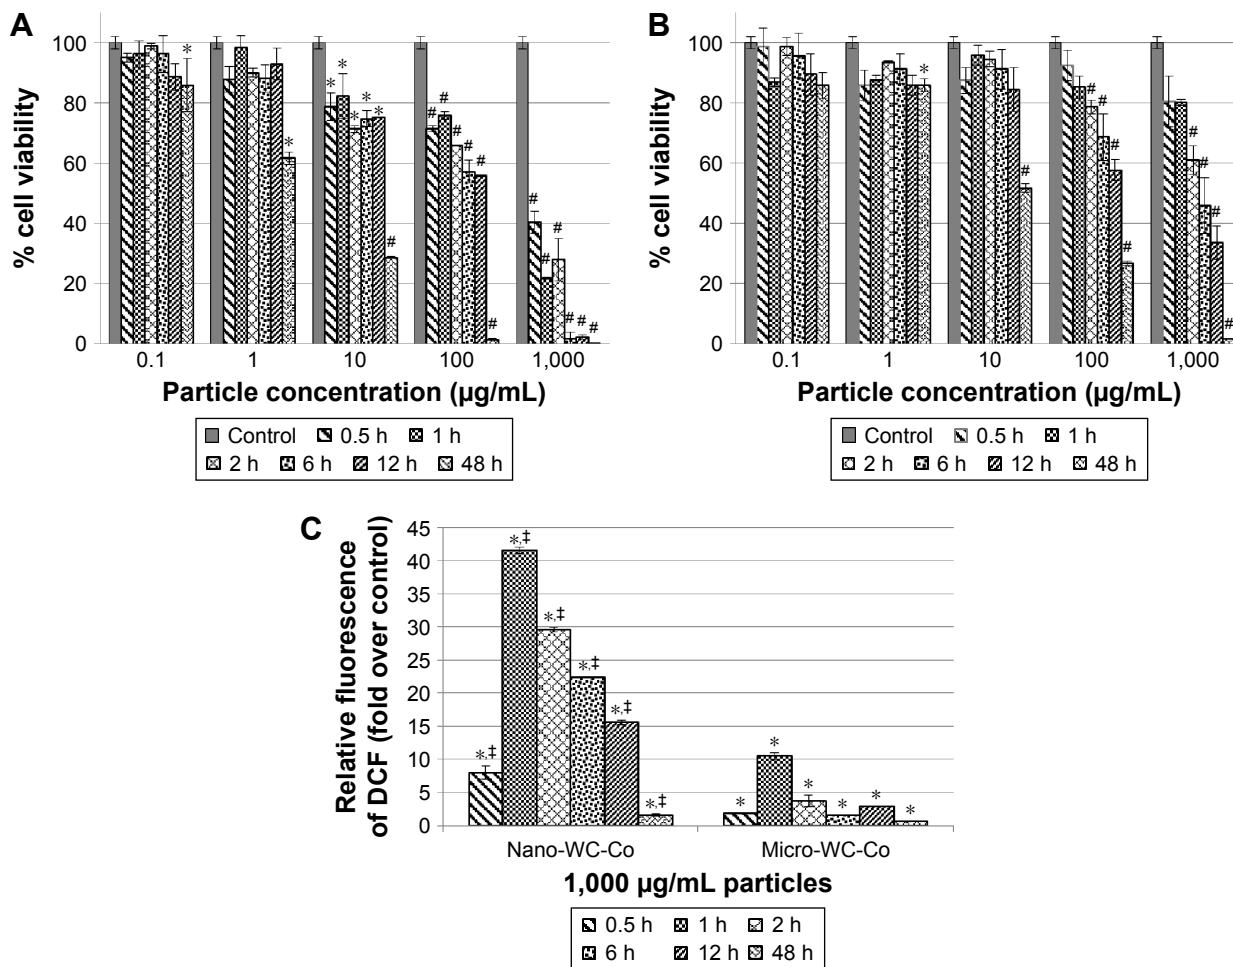 A
% cell viability
100
80
60
40
20
0
* * * * * * * * # # # # # # # # # # # # #
0.1 1 10 100 1,000
Particle concentration (µg/mL)
Control 0.5 h 1 h
2 h 6 h 12 h 48 h
B
% cell viability
100
80
60
40
20
0
* # # # # # # # # #
0.1 1 10 100 1,000
Particle concentration (µg/mL)
Control 0.5 h 1 h
2 h 6 h 12 h 48 h
C
Relative fluorescence
of DCF (fold over control)
45
40
35
30
25
20
15
10
5
0
*,‡ *,‡ *,‡ *,‡ *,‡ *,‡ * * * * * *
Nano-WC-Co Micro-WC-Co
1,000 µg/mL particles
0.5 h 1 h 2 h
6 h 12 h 48 h